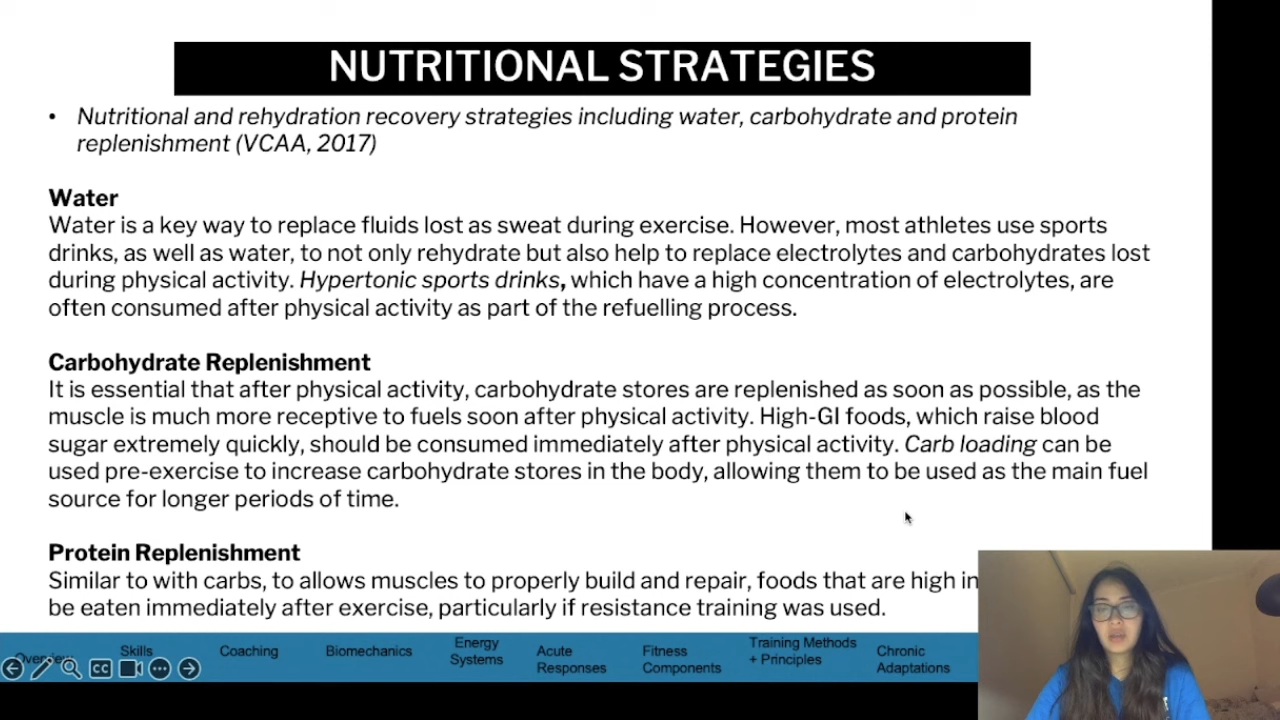 NUTRITIONAL STRATEGIES
• Nutritional and rehydration recovery strategies including water, carbohydrate and protein
replenishment (VCAA, 2017)
Water
Water is a key way to replace fluids lost as sweat during exercise. However, most athletes use sports
drinks, as well as water, to not only rehydrate but also help to replace electrolytes and carbohydrates lost
during physical activity. Hypertonic sports drinks, which have a high concentration of electrolytes, are
often consumed after physical activity as part of the refuelling process.
Carbohydrate Replenishment
It is essential that after physical activity, carbohydrate stores are replenished as soon as possible, as the
muscle is much more receptive to fuels soon after physical activity. High-GI foods, which raise blood
sugar extremely quickly, should be consumed immediately after physical activity. Carb loading can be
used pre-exercise to increase carbohydrate stores in the body, allowing them to be used as the main fuel
source for longer periods of time.
Protein Replenishment
Similar to with carbs, to allows muscles to properly build and repair, foods that are high in
be eaten immediately after exercise, particularly if resistance training was used.
Skills
Coaching
Biomechanics
Energy
Systems
Acute
Responses
Fitness
Components
Training Methods
+ Principles
Chronic
Adaptations
CC